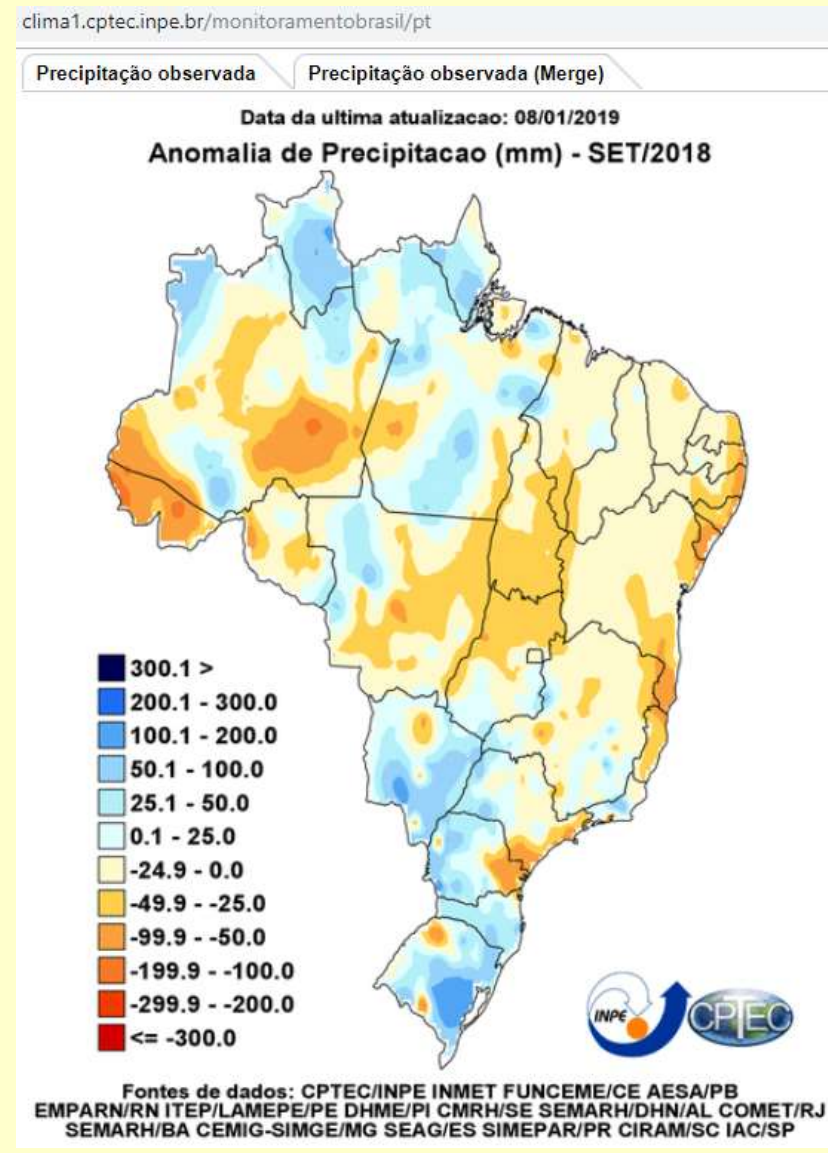 clima1.cptec.inpe.br/monitoramentobrasil/pt
Precipitação observada
Precipitação observada (Merge)
Data da ultima atualizacao: 08/01/2019
Anomalia de Precipitacao (mm) - SET/2018
300.1 >
200.1 - 300.0
100.1 - 200.0
50.1 - 100.0
25.1 - 50.0
0.1 - 25.0
-24.9 - 0.0
-49.9 - -25.0
-99.9 - -50.0
-199.9 - -100.0
-299.9 - -200.0
<= -300.0
INPE
CPTEC
Fontes de dados: CPTEC/INPE INMET FUNCEME/CE AESA/PB
EMPARN/RN ITEP/LAMEPE/PE DHME/PI CMRH/SE SEMARH/DHN/AL COMET/RJ
SEMARH/BA CEMIG-SIMGE/MG SEAG/ES SIMEPAR/PR CIRAM/SC IAC/SP